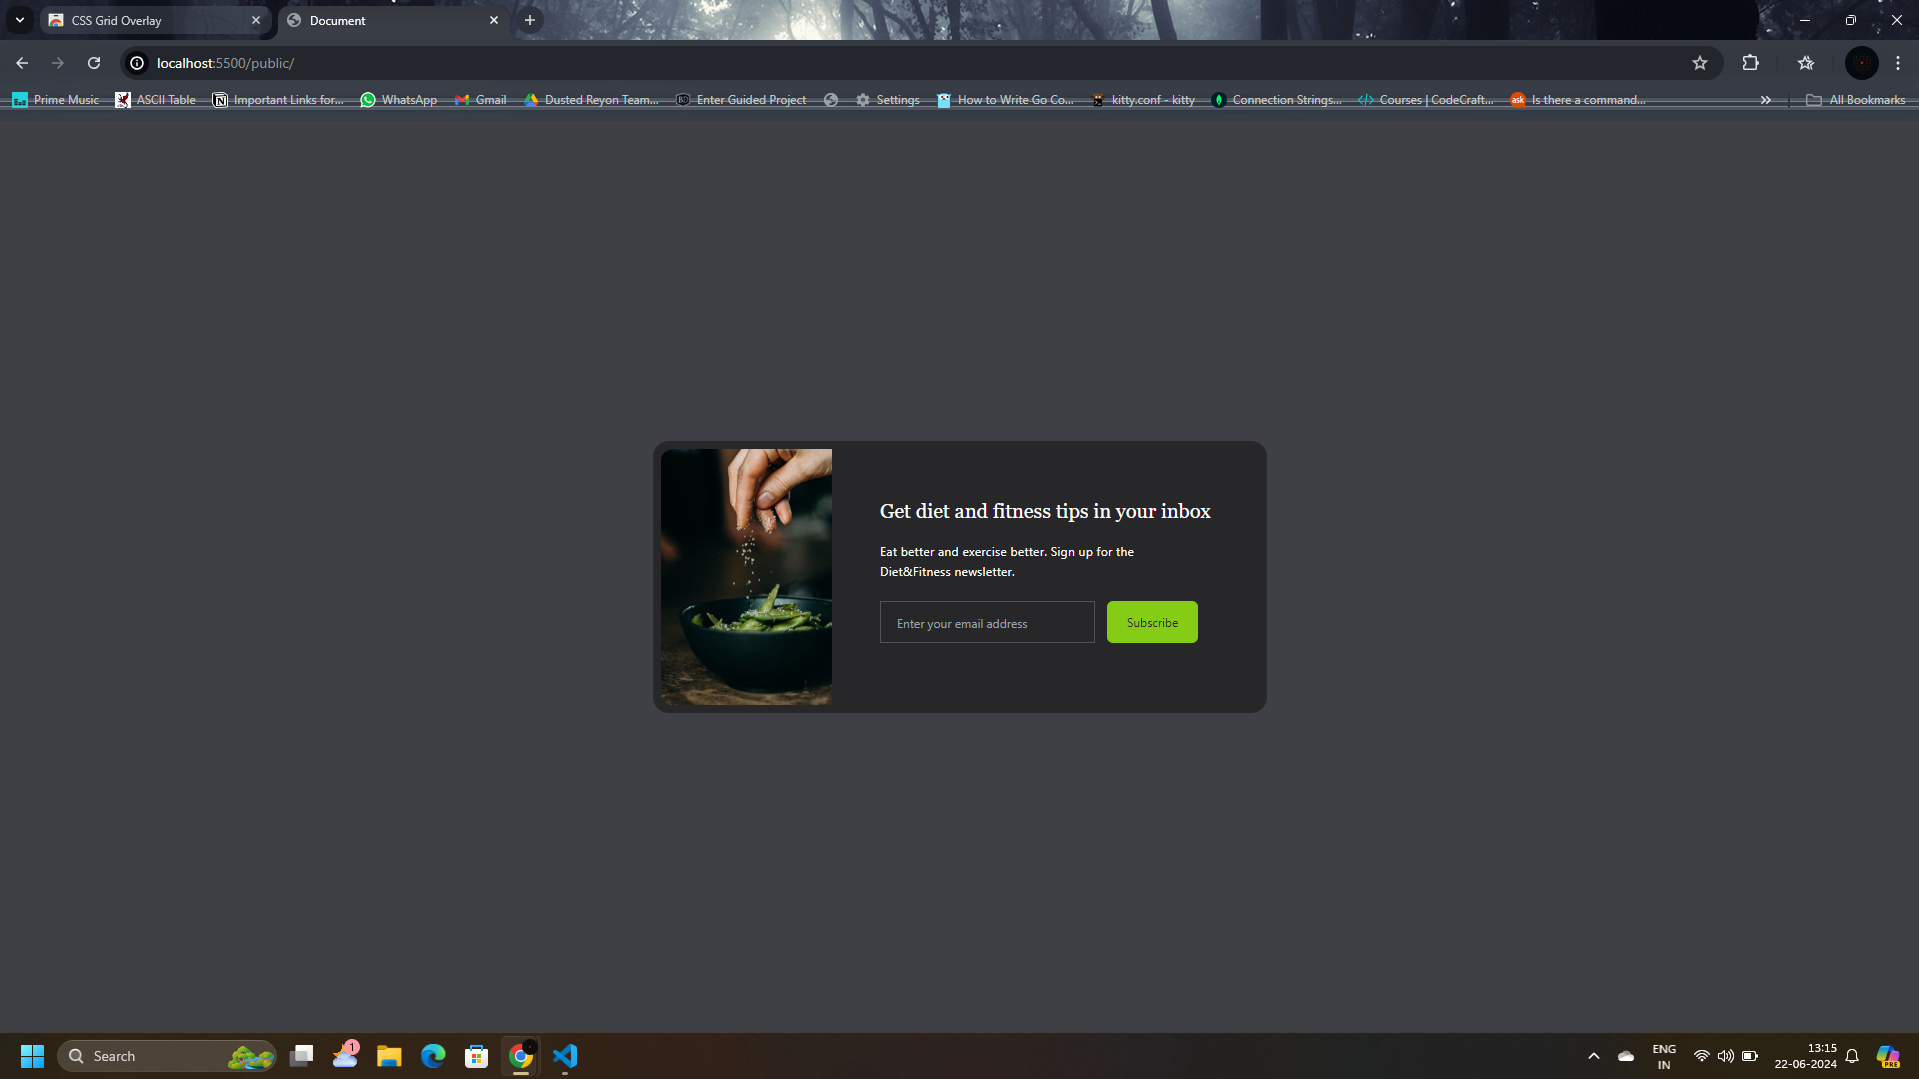 CSS Grid Overlay
Document
localhost:5500/public/
Prime Music
ASCII Table
Important Links for...
WhatsApp
Gmail
Dusted Reyon Team...
Enter Guided Project
Settings
How to Write Go Co...
kitty.conf - kitty
Connection Strings...
Courses | CodeCraft...
ask
Is there a command...
All Bookmarks
Get diet and fitness tips in your inbox
Eat better and exercise better. Sign up for the
Diet&Fitness newsletter.
Enter your email address
Subscribe
Search
1
ENG
IN
13:15
22-06-2024
PRE